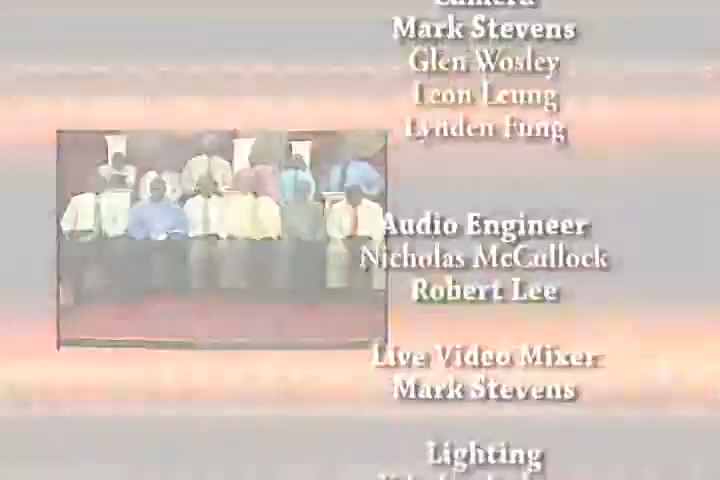 Camera
Mark Stevens
Glen Wosley
Leon Leung
Lynden Fung
Audio Engineer
Nicholas McCullock
Robert Lee
Live Video Mixer
Mark Stevens
Lighting